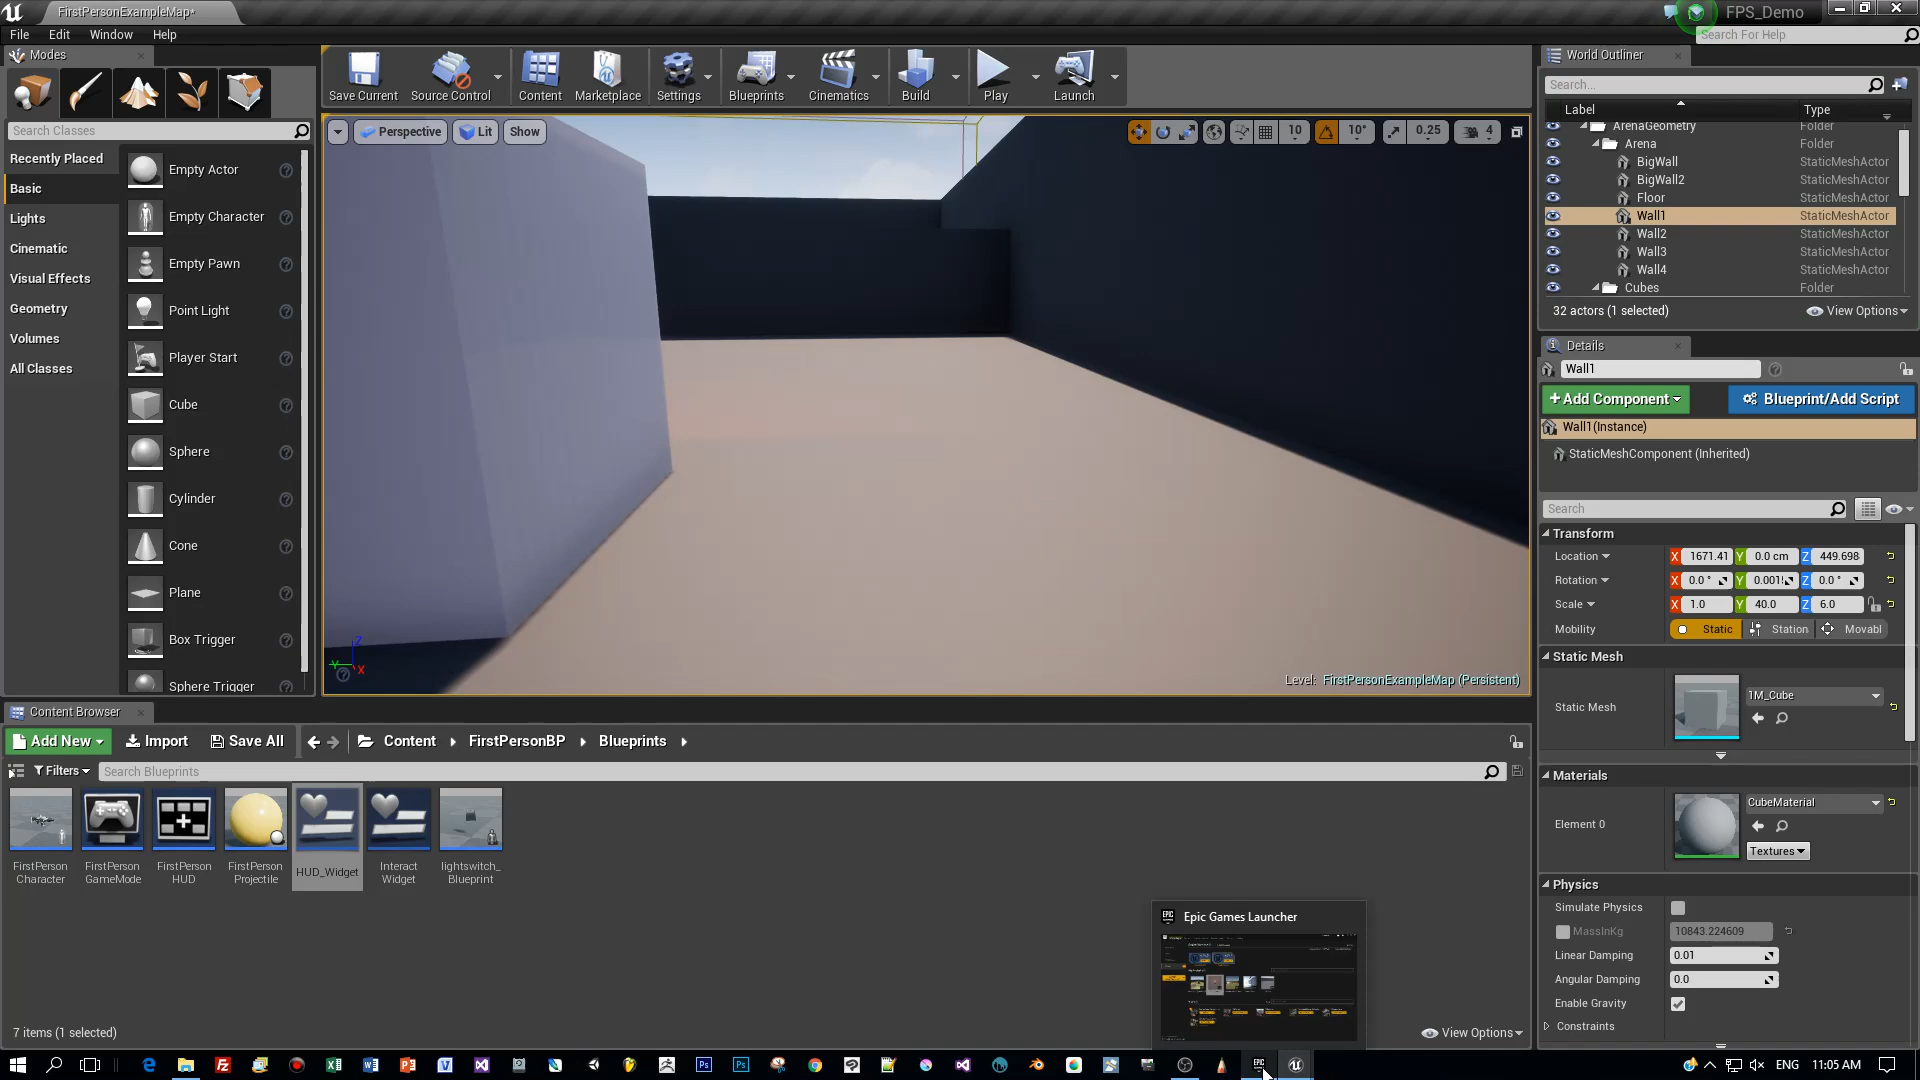 FirstPersonExampleMap*
FPS_Demo
File Edit Window Help
Search For Help
Modes
Search Classes
Recently Placed
Basic
Lights
Cinematic
Visual Effects
Geometry
Volumes
All Classes
Empty Actor
Empty Character
Empty Pawn
Point Light
Player Start
Cube
Sphere
Cylinder
Cone
Plane
Box Trigger
Sphere Trigger
Save Current Source Control Content Marketplace Settings Blueprints Cinematics Build Play Launch
Perspective Lit Show
10 10° 0.25 4
Level: FirstPersonExampleMap (Persistent)
World Outliner
Search...
Label Type
ArenaGeometry Folder
Arena Folder
BigWall StaticMeshActor
BigWall2 StaticMeshActor
Floor StaticMeshActor
Wall1 StaticMeshActor
Wall2 StaticMeshActor
Wall3 StaticMeshActor
Wall4 StaticMeshActor
Cubes Folder
32 actors (1 selected) View Options
Details
Wall1
+Add Component Blueprint/Add Script
Wall1(Instance)
StaticMeshComponent (Inherited)
Search
Transform
Location X 1671.41 Y 0.0 cm Z 449.698
Rotation X 0.0 ° Y 0.001 Z 0.0 °
Scale X 1.0 Y 40.0 Z 6.0
Mobility Static Station Movabl
Static Mesh
Static Mesh 1M_Cube
Materials
Element 0 CubeMaterial
Textures
Physics
Simulate Physics
MassInKg 10843.224609
Linear Damping 0.01
Angular Damping 0.0
Enable Gravity
Constraints
Content Browser
Add New Import Save All Content FirstPersonBP Blueprints
Filters Search Blueprints
FirstPerson Character
FirstPerson GameMode
FirstPerson HUD
FirstPerson Projectile
HUD_Widget
Interact Widget
lightswitch_ Blueprint
7 items (1 selected) View Options
EPIC Epic Games Launcher
ENG 11:05 AM